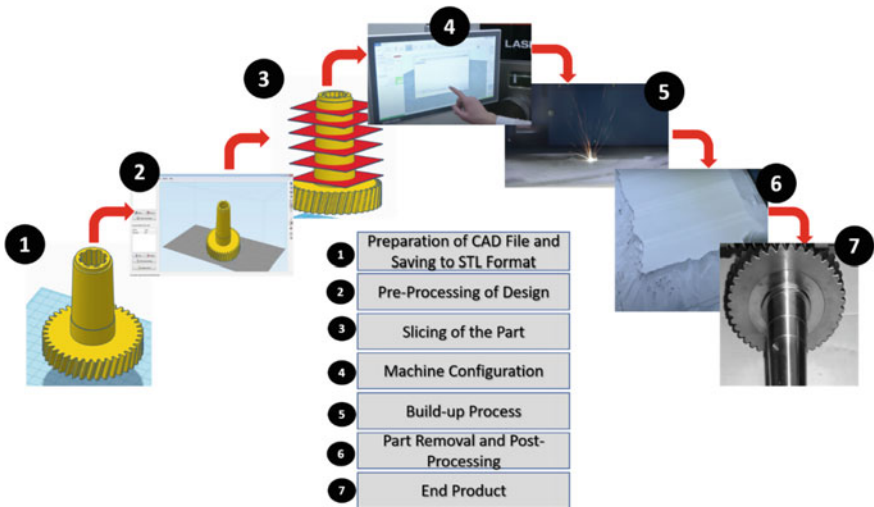 4
LASE
3
5
2
6
1
7
1 Preparation of CAD File and
Saving to STL Format
2 Pre-Processing of Design
3 Slicing of the Part
4 Machine Configuration
5 Build-up Process
6 Part Removal and Post-
Processing
7 End Product